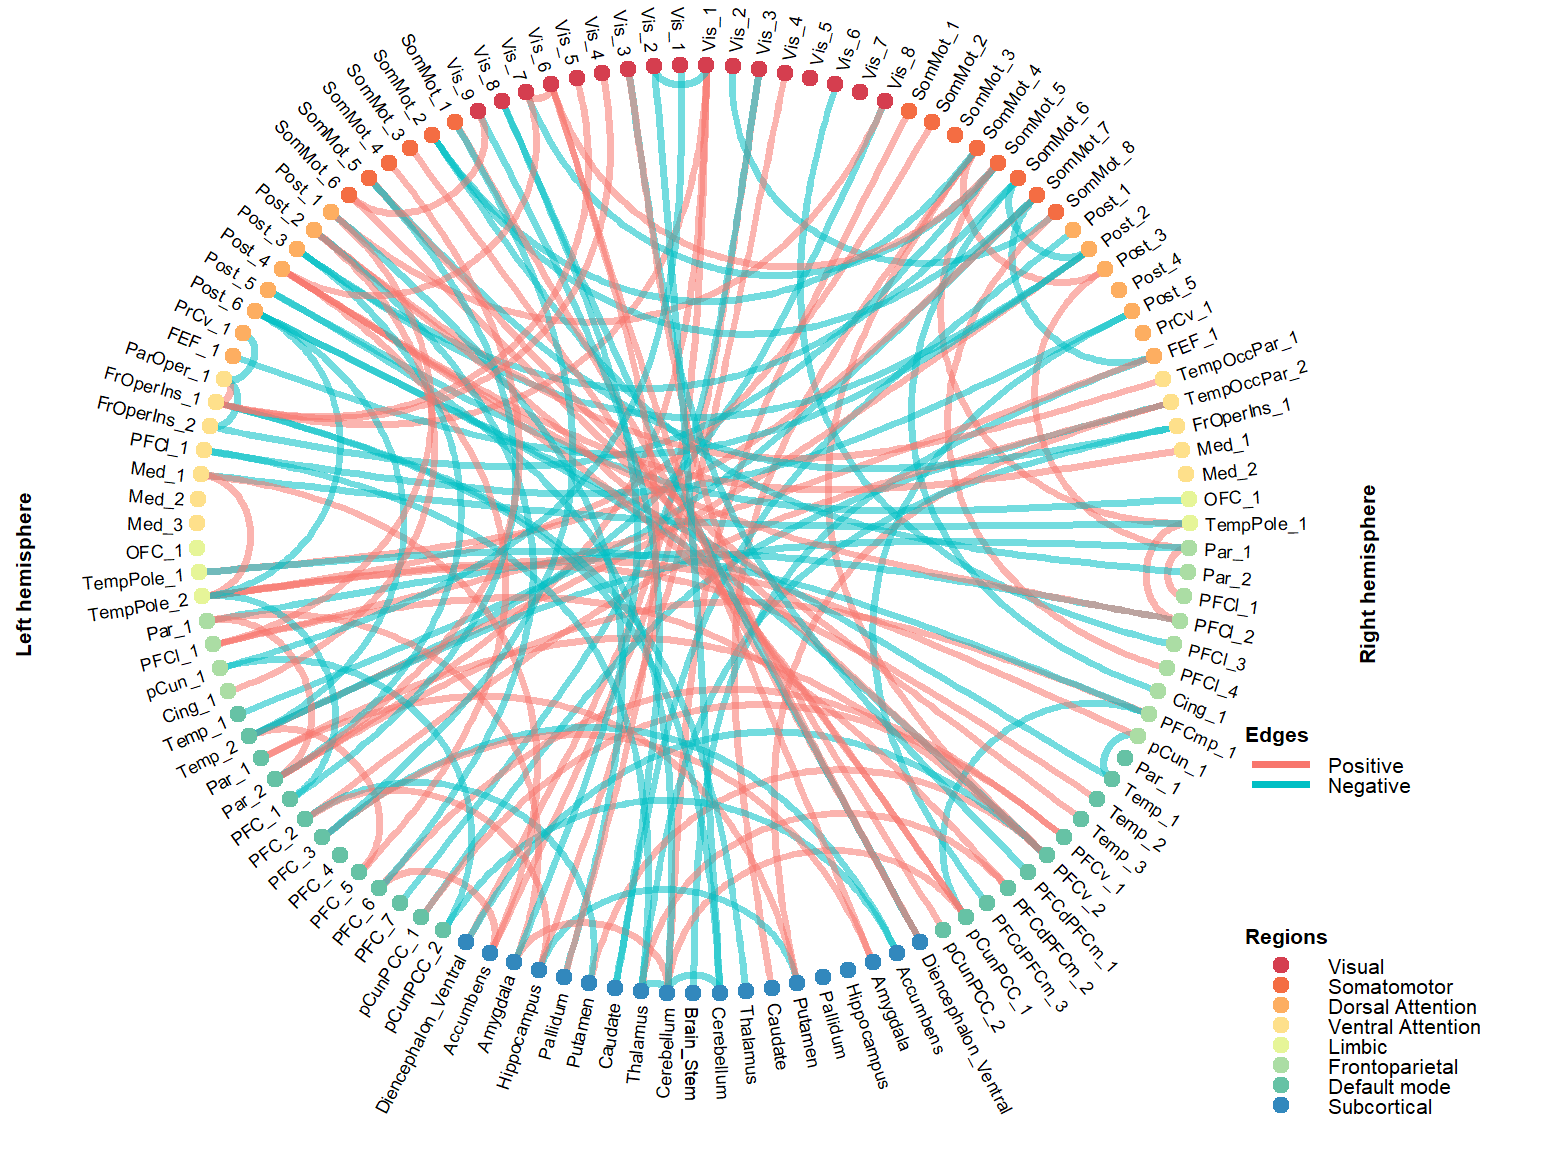 Vis_1
Vis_2
Vis_3
Vis_4
Vis_5
Vis_6
Vis_7
Vis_8
SomMot_1
SomMot_2
SomMot_3
SomMot_4
SomMot_5
SomMot_6
SomMot_7
SomMot_8
Post_1
Post_2
Post_3
Post_4
Post_5
PrCv_1
FEF_1
TempOccPar_1
TempOccPar_2
FrOperIns_1
Med_1
Med_2
OFC_1
TempPole_1
Par_1
Par_2
PFCl_1
PFCl_2
PFCl_3
PFCl_4
Cing_1
PFCmp_1
pCun_1
Par_1
Temp_1
Temp_2
Temp_3
PFCv_1
PFCv_2
PFCdPFCm_1
PFCdPFCm_2
PFCdPFCm_3
pCunPCC_1
pCunPCC_2
Diencephalon_Ventral
Accumbens
Amygdala
Hippocampus
Pallidum
Putamen
Caudate
Thalamus
Cerebellum
Brain_Stem
Cerebellum
Thalamus
Caudate
Putamen
Pallidum
Hippocampus
Amygdala
Accumbens
Diencephalon_Ventral
pCunPCC_2
pCunPCC_1
PFC_7
PFC_6
PFC_5
PFC_4
PFC_3
PFC_2
PFC_1
Par_2
Par_1
Temp_2
Temp_1
Cing_1
pCun_1
PFCl_1
Par_1
TempPole_2
TempPole_1
OFC_1
Med_3
Med_2
Med_1
PFCl_1
FrOperIns_2
FrOperIns_1
ParOper_1
FEF_1
PrCv_1
Post_6
Post_5
Post_4
Post_3
Post_2
Post_1
SomMot_6
SomMot_5
SomMot_4
SomMot_3
SomMot_2
SomMot_1
Vis_9
Vis_8
Vis_7
Vis_6
Vis_5
Vis_4
Vis_3
Vis_2
Vis_1
Left hemisphere
Right hemisphere
Edges
Positive
Negative
Regions
Visual
Somatomotor
Dorsal Attention
Ventral Attention
Limbic
Frontoparietal
Default mode
Subcortical